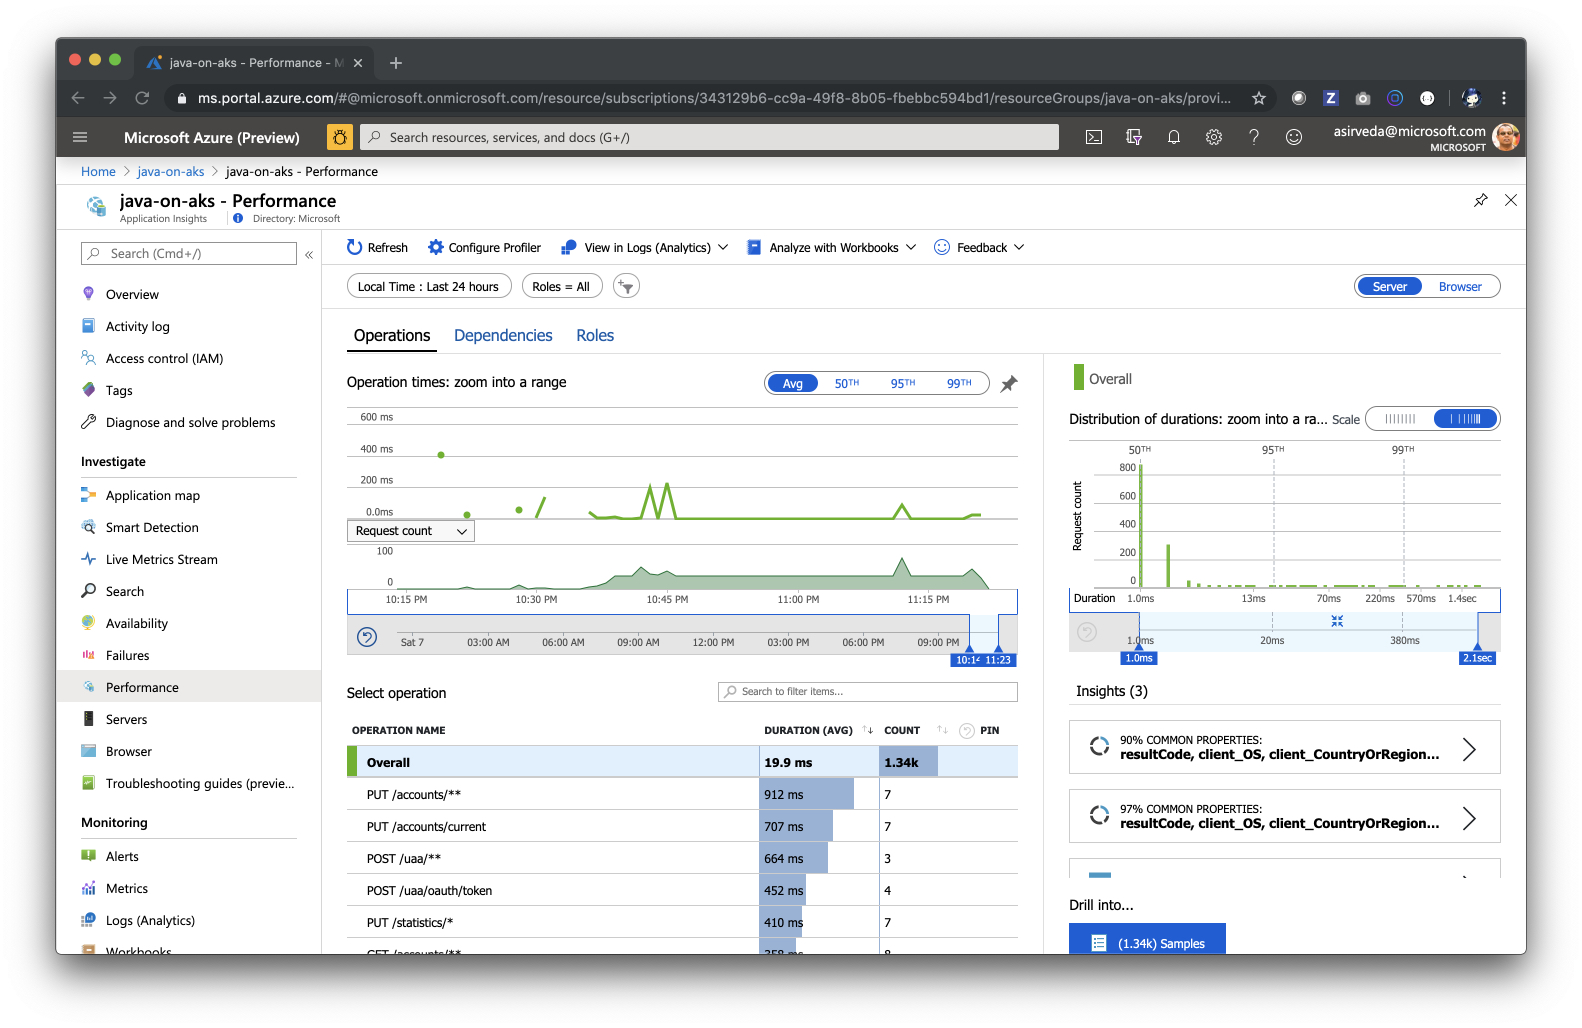 java-on-aks - Performance - M
ms.portal.azure.com/#@microsoft.onmicrosoft.com/resource/subscriptions/343129b6-cc9a-49f8-8b05-fbebbc594bd1/resourceGroups/java-on-aks/provi...
Microsoft Azure (Preview)
Search resources, services, and docs (G+/)
asirveda@microsoft.com
MICROSOFT
Home > java-on-aks > java-on-aks - Performance
java-on-aks - Performance
Application Insights
Directory: Microsoft
Search (Cmd+/)
«
Overview
Activity log
Access control (IAM)
Tags
Diagnose and solve problems
Investigate
Application map
Smart Detection
Live Metrics Stream
Search
Availability
Failures
Performance
Servers
Browser
Troubleshooting guides (previe...
Monitoring
Alerts
Metrics
Logs (Analytics)
Workbooks
Refresh
Configure Profiler
View in Logs (Analytics)
Analyze with Workbooks
Feedback
Local Time : Last 24 hours
Roles = All
Server
Browser
Operations
Dependencies
Roles
Operation times: zoom into a range
Avg
50TH
95TH
99TH
600 ms
400 ms
200 ms
0.0ms
Request count
100
0
10:15 PM
10:30 PM
10:45 PM
11:00 PM
11:15 PM
Sat 7
03:00 AM
06:00 AM
09:00 AM
12:00 PM
03:00 PM
06:00 PM
09:00 PM
10:14
11:23
Select operation
Search to filter items...
OPERATION NAME
DURATION (AVG)
COUNT
PIN
Overall
19.9 ms
1.34k
PUT /accounts/**
912 ms
7
PUT /accounts/current
707 ms
7
POST /uaa/**
664 ms
3
POST /uaa/oauth/token
452 ms
4
PUT /statistics/*
410 ms
7
GET /accounts/**
358 ms
8
Overall
Distribution of durations: zoom into a ra...
Scale
50TH
95TH
99TH
Request count
800
600
400
200
0
Duration
1.0ms
13ms
70ms
220ms
570ms
1.4sec
1.0ms
20ms
380ms
1.0ms
2.1sec
Insights (3)
90% COMMON PROPERTIES:
resultCode, client_OS, client_CountryOrRegion...
97% COMMON PROPERTIES:
resultCode, client_OS, client_CountryOrRegion...
Drill into...
(1.34k) Samples